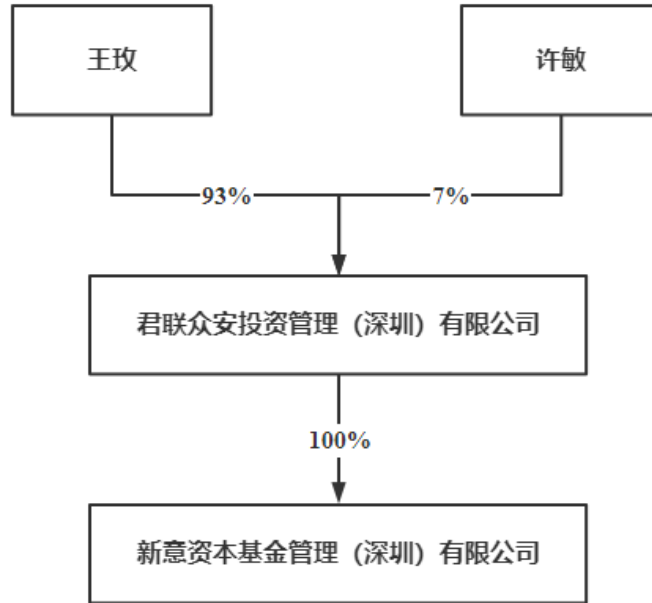 王玫
许敏
93%
7%
君联众安投资管理（深圳）有限公司
100%
新意资本基金管理（深圳）有限公司